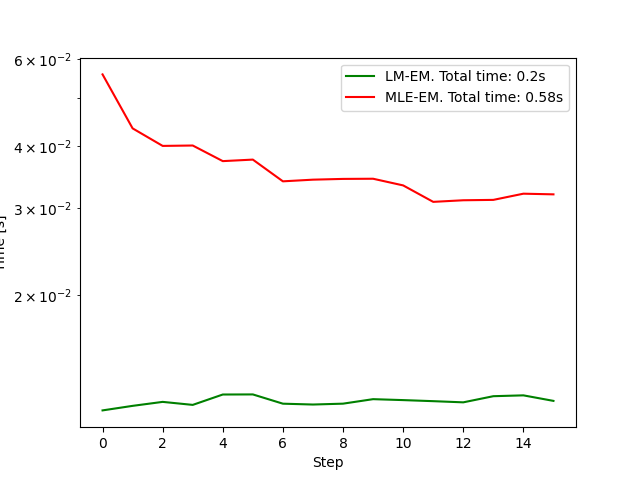 6 × 10⁻²
4 × 10⁻²
3 × 10⁻²
2 × 10⁻²
LM-EM. Total time: 0.2s
MLE-EM. Total time: 0.58s
Time [s]
0 2 4 6 8 10 12 14
Step